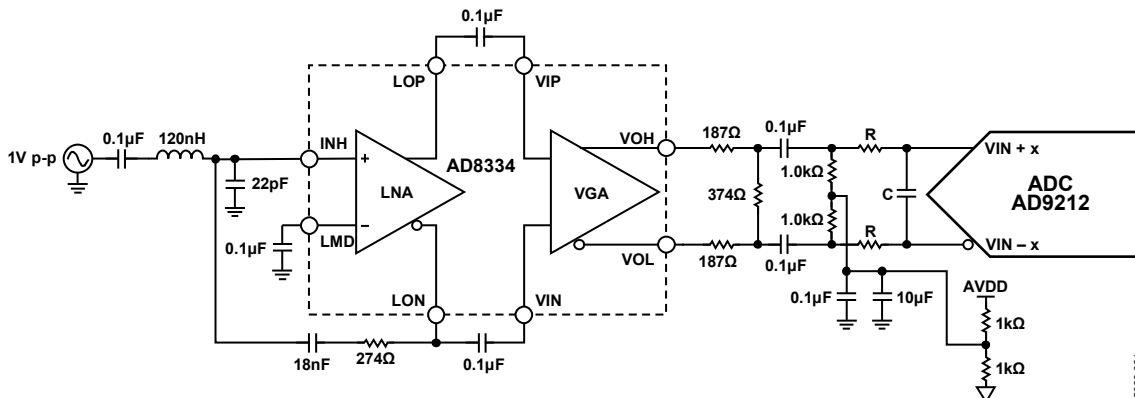 0.1µF
LOP
VIP
0.1µF
120nH
1V p-p
INH
VOH
187Ω
0.1µF
R
VIN + x
AD8334
LNA
VGA
22pF
374Ω
1.0kΩ
C
ADC
AD9212
1.0kΩ
0.1µF
LMD
VOL
187Ω
0.1µF
R
VIN – x
LON
VIN
0.1µF
10µF
AVDD
1kΩ
18nF
274Ω
0.1µF
1kΩ